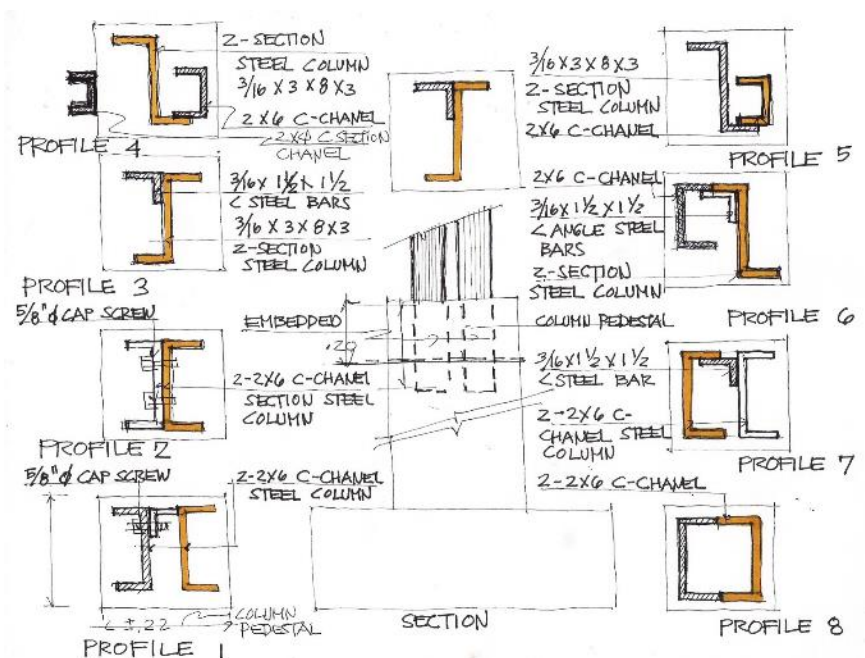 2-SECTION
STEEL COLUMN
3/16 X 3 X 8 X 3
2 X 6 C-CHANEL
2 X 4 C SECTION
CHANEL
PROFILE 4
3/16 X 1 1/2 X 1 1/2
∠ STEEL BARS
3/16 X 3 X 8 X 3
2-SECTION
STEEL COLUMN
PROFILE 3
5/8"ϕ CAP SCREW
2-2X6 C-CHANEL
SECTION STEEL
COLUMN
PROFILE 2
5/8"ϕ CAP SCREW
2-2X6 C-CHANEL
STEEL COLUMN
COLUMN
PEDESTAL
±.22
PROFILE 1
EMBEDDED
.20
COLUMN PEDESTAL
SECTION
3/16 X 3 X 8 X 3
2-SECTION
STEEL COLUMN
2X6 C-CHANEL
PROFILE 5
2X6 C-CHANEL
3/16 X 1 1/2 X 1 1/2
∠ ANGLE STEEL
BARS
2-SECTION
STEEL COLUMN
PROFILE 6
3/16 X 1 1/2 X 1 1/2
∠ STEEL BAR
2-2X6 C-
CHANEL STEEL
COLUMN
PROFILE 7
2-2X6 C-CHANEL
PROFILE 8